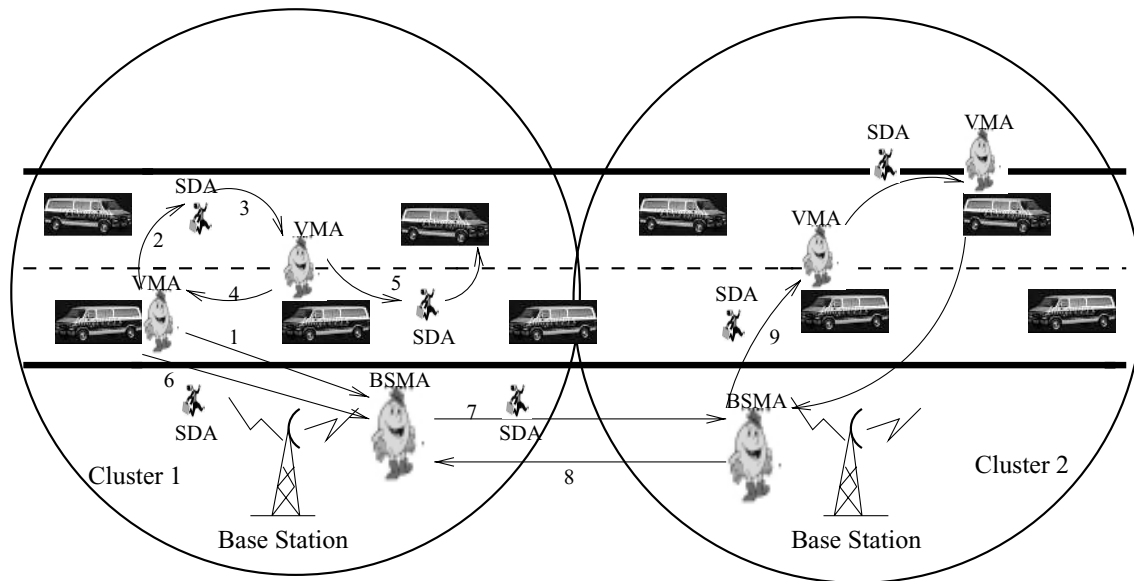 SDA
VMA
SDA
3
VMA
VMA
2
VMA
4
5
SDA
1
SDA
9
6
BSMA
BSMA
SDA
7
SDA
Cluster 1
8
Cluster 2
Base Station
Base Station